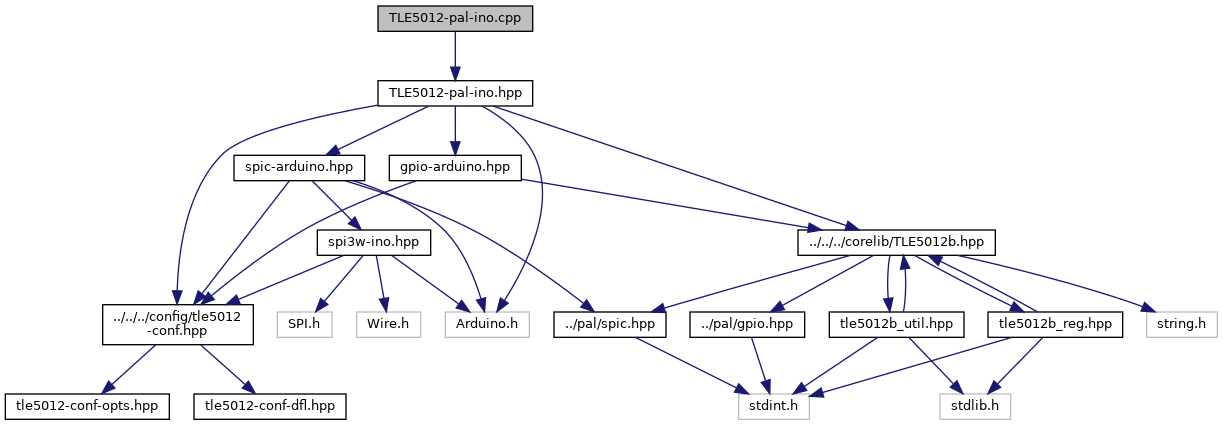 TLE5012-pal-ino.cpp
TLE5012-pal-ino.hpp
spic-arduino.hpp
gpio-arduino.hpp
spi3w-ino.hpp
../../../corelib/TLE5012b.hpp
../../../config/tle5012
-conf.hpp
SPI.h
Wire.h
Arduino.h
../pal/spic.hpp
../pal/gpio.hpp
tle5012b_util.hpp
tle5012b_reg.hpp
string.h
tle5012-conf-opts.hpp
tle5012-conf-dfl.hpp
stdint.h
stdlib.h